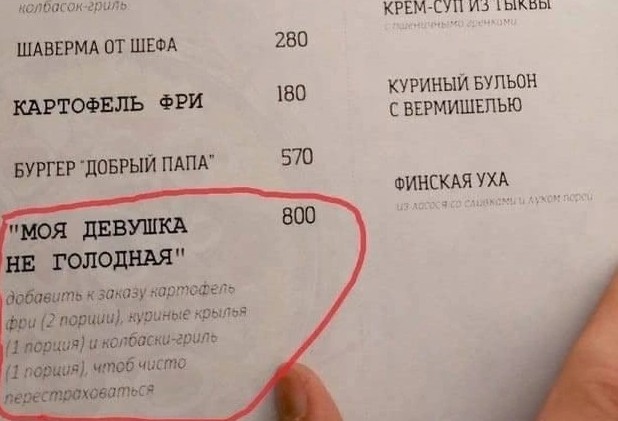 колбасок-гриль
ШАВЕРМА ОТ ШЕФА 280
КАРТОФЕЛЬ ФРИ 180
БУРГЕР "ДОБРЫЙ ПАПА" 570
"МОЯ ДЕВУШКА 800
НЕ ГОЛОДНАЯ"
добавить к заказу картофель
фри (2 порции), куриные крылья
(1 порция) и колбаски-гриль
(1 порция), чтоб чисто
перестраховаться
КРЕМ-СУП ИЗ ТЫКВЫ
с пшеничными гренками
КУРИНЫЙ БУЛЬОН
С ВЕРМИШЕЛЬЮ
ФИНСКАЯ УХА
из лосося со сливками и луком порей